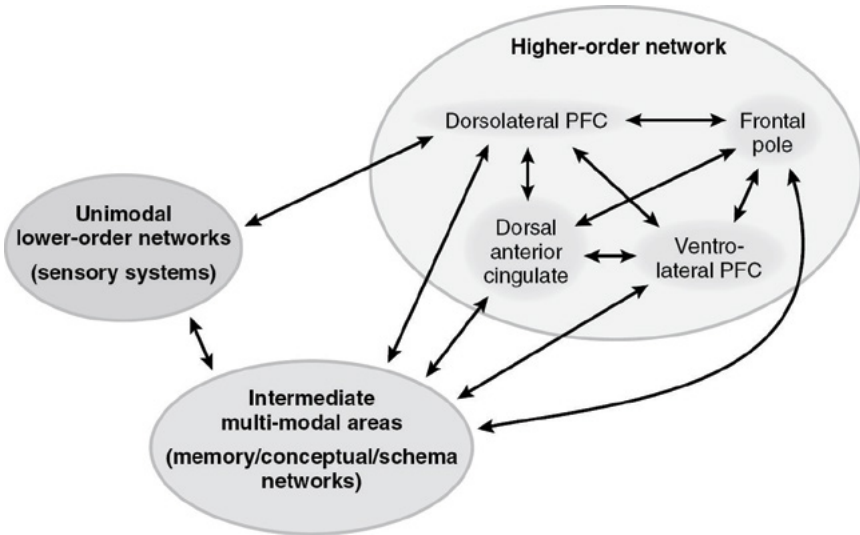 Higher-order network
Dorsolateral PFC
Frontal
pole
Dorsal
anterior
cingulate
Ventro-
lateral PFC
Unimodal
lower-order networks
(sensory systems)
Intermediate
multi-modal areas
(memory/conceptual/schema
networks)